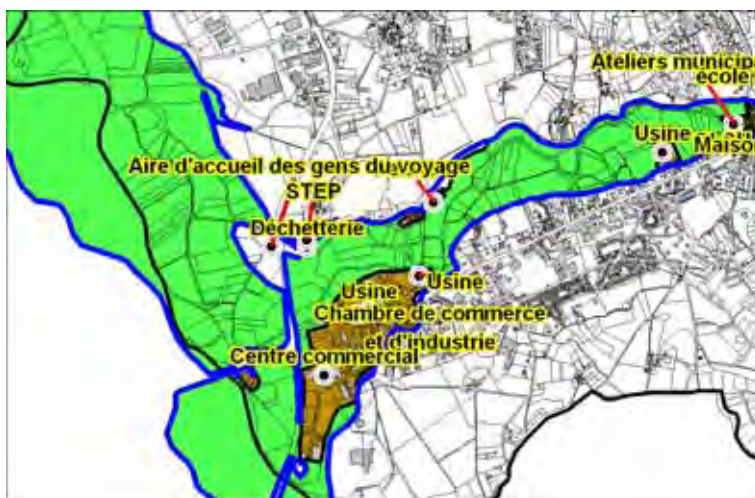 Ateliers municipa
école
Usine
Maiso
Aire d'accueil des gens du voyage
STEP
Déchetterie
Usine
Usine
Chambre de commerce
et d'industrie
Centre commercial